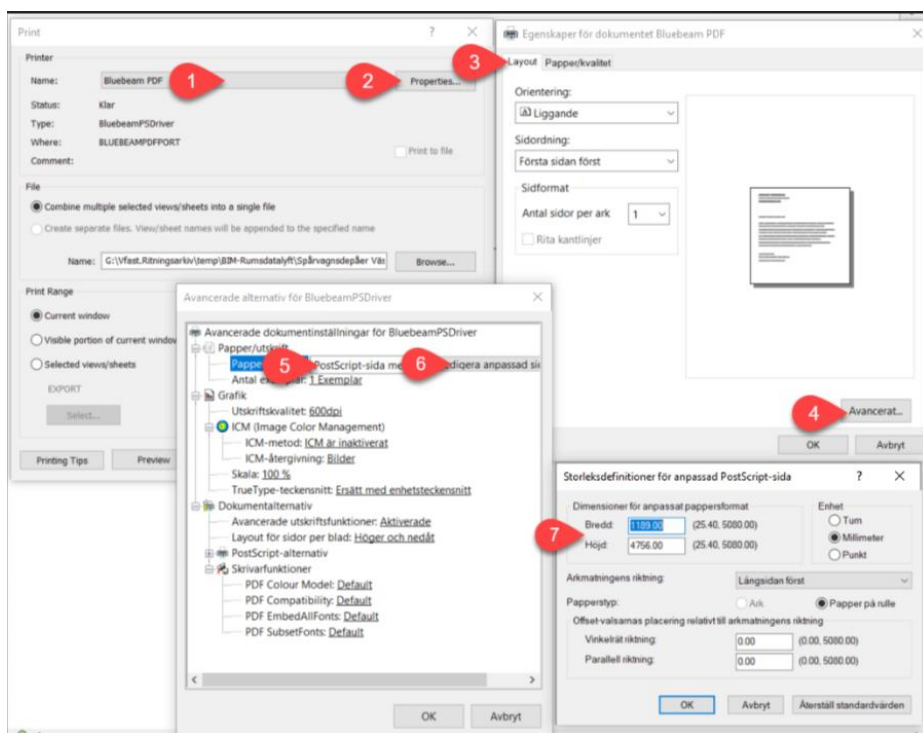 Print
Printer
Name: Bluebeam PDF 1 2 Properties...
Status: Klar
Type: BluebeamPSDriver
Where: BLUEBEAMPDFPORT
Comment:
Print to file
File
Combine multiple selected views/sheets into a single file
Create separate files. View/sheet names will be appended to the specified name
Name: G:\Vfast.Ritningsarkiv\temp\BIM-Rumsdatalyft\Spårvagnsdepåer Väs Browse...
Print Range
Current window
Visible portion of current window
Selected views/sheets
EXPORT
Select...
Printing Tips Preview
Egenskaper för dokumentet Bluebeam PDF
3
Layout Papper/kvalitet
Orientering:
Liggande
Sidordning:
Första sidan först
Sidformat
Antal sidor per ark 1
Rita kantlinjer
4
Avancerat...
OK Avbryt
Avancerade alternativ för BluebeamPSDriver
Avancerade dokumentinställningar för BluebeamPSDriver
Papper/utskrift
5 PostScript-sida 6 anpassad
Antal 1 Exemplar
Grafik
Utskriftskvalitet: 600dpi
ICM (Image Color Management)
ICM-metod: ICM är inaktiverat
ICM-återgivning: Bilder
Skala: 100 %
TrueType-teckensnitt: Ersätt med enhetsteckensnitt
Dokumentalternativ
Avancerade utskriftsfunktioner: Aktiverade
Layout för sidor per blad: Höger och nedåt
PostScript-alternativ
Skrivarfunktioner
PDF Colour Model: Default
PDF Compatibility: Default
PDF EmbedAllFonts: Default
PDF SubsetFonts: Default
OK Avbryt
Storleksdefinitioner för anpassad PostScript-sida
Dimensioner för anpassat pappersformat
7
Bredd: 1189.00 (25.40, 5080.00)
Höjd: 4756.00 (25.40, 5080.00)
Enhet
Tum
Millimeter
Punkt
Arkmatningens riktning: Långsidan först
Papperstyp: Ark Papper på rulle
Offset-valsarnas placering relativt till arkmatningens riktning
Vinkelrät riktning: 0.00 (0.00, 5080.00)
Parallell riktning: 0.00 (0.00, 5080.00)
OK Avbryt Återställ standardvärden